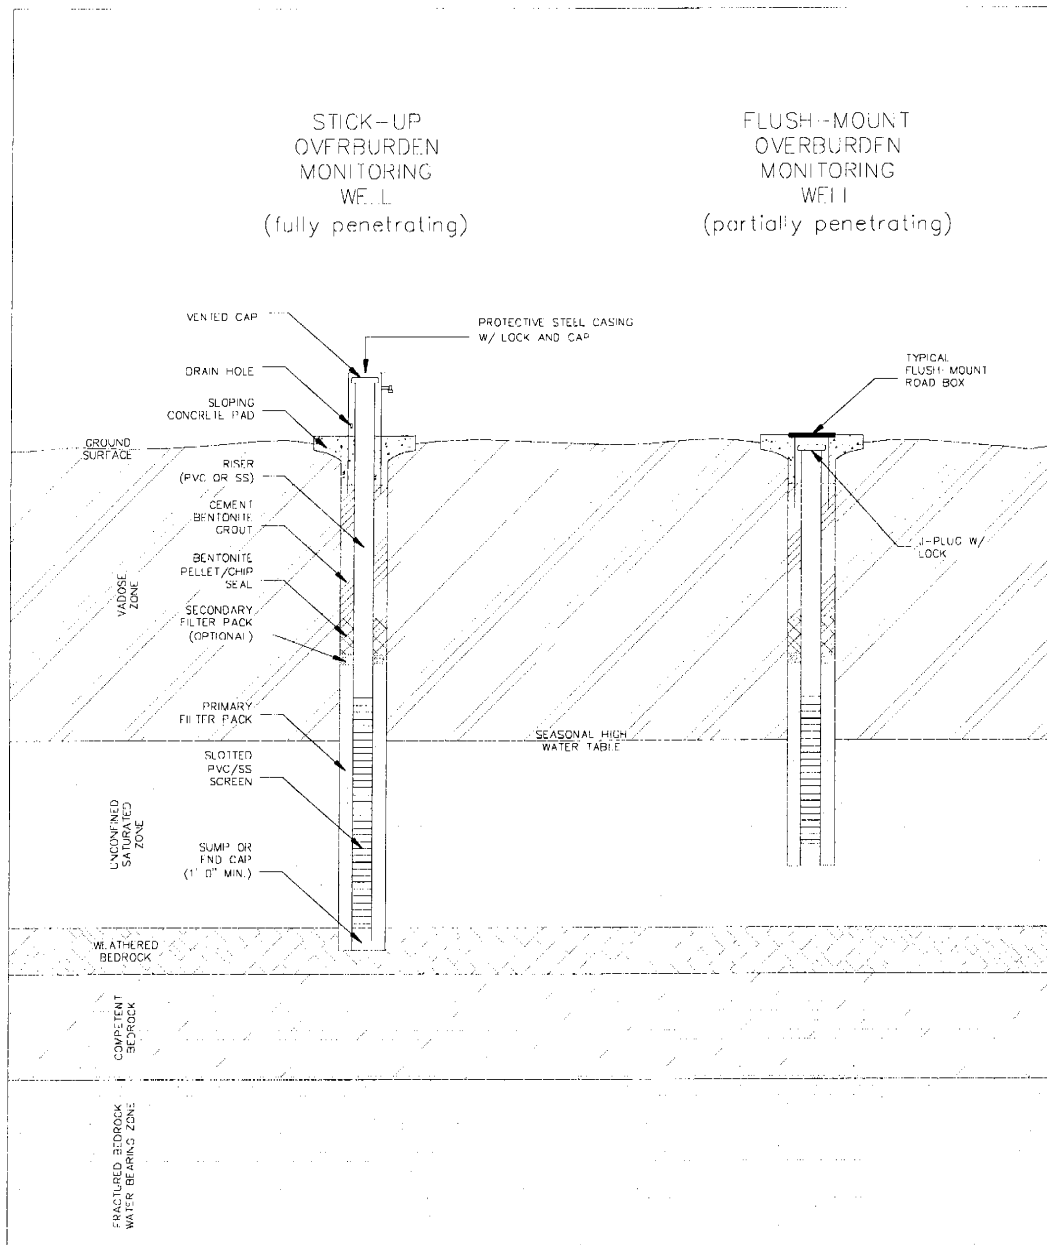 STICK-UP
OVERBURDEN
MONITORING
WELL
(fully penetrating)
FLUSH-MOUNT
OVERBURDEN
MONITORING
WELL
(partially penetrating)
VENTED CAP
PROTECTIVE STEEL CASING
W/ LOCK AND CAP
DRAIN HOLE
TYPICAL
FLUSH-MOUNT
ROAD BOX
SLOPING
CONCRETE PAD
GROUND
SURFACE
RISER
(PVC OR SS)
CEMENT
BENTONITE
GROUT
J-PLUG W/
LOCK
BENTONITE
PELLET/CHIP
SEAL
VADOSE
ZONE
SECONDARY
FILTER PACK
(OPTIONAL)
PRIMARY
FILTER PACK
SEASONAL HIGH
WATER TABLE
SLOTTED
PVC/SS
SCREEN
UNCONFINED
SATURATED
ZONE
SUMP OR
END CAP
(1' 0" MIN.)
WEATHERED
BEDROCK
COMPETENT
BEDROCK
FRACTURED BEDROCK
WATER BEARING ZONE